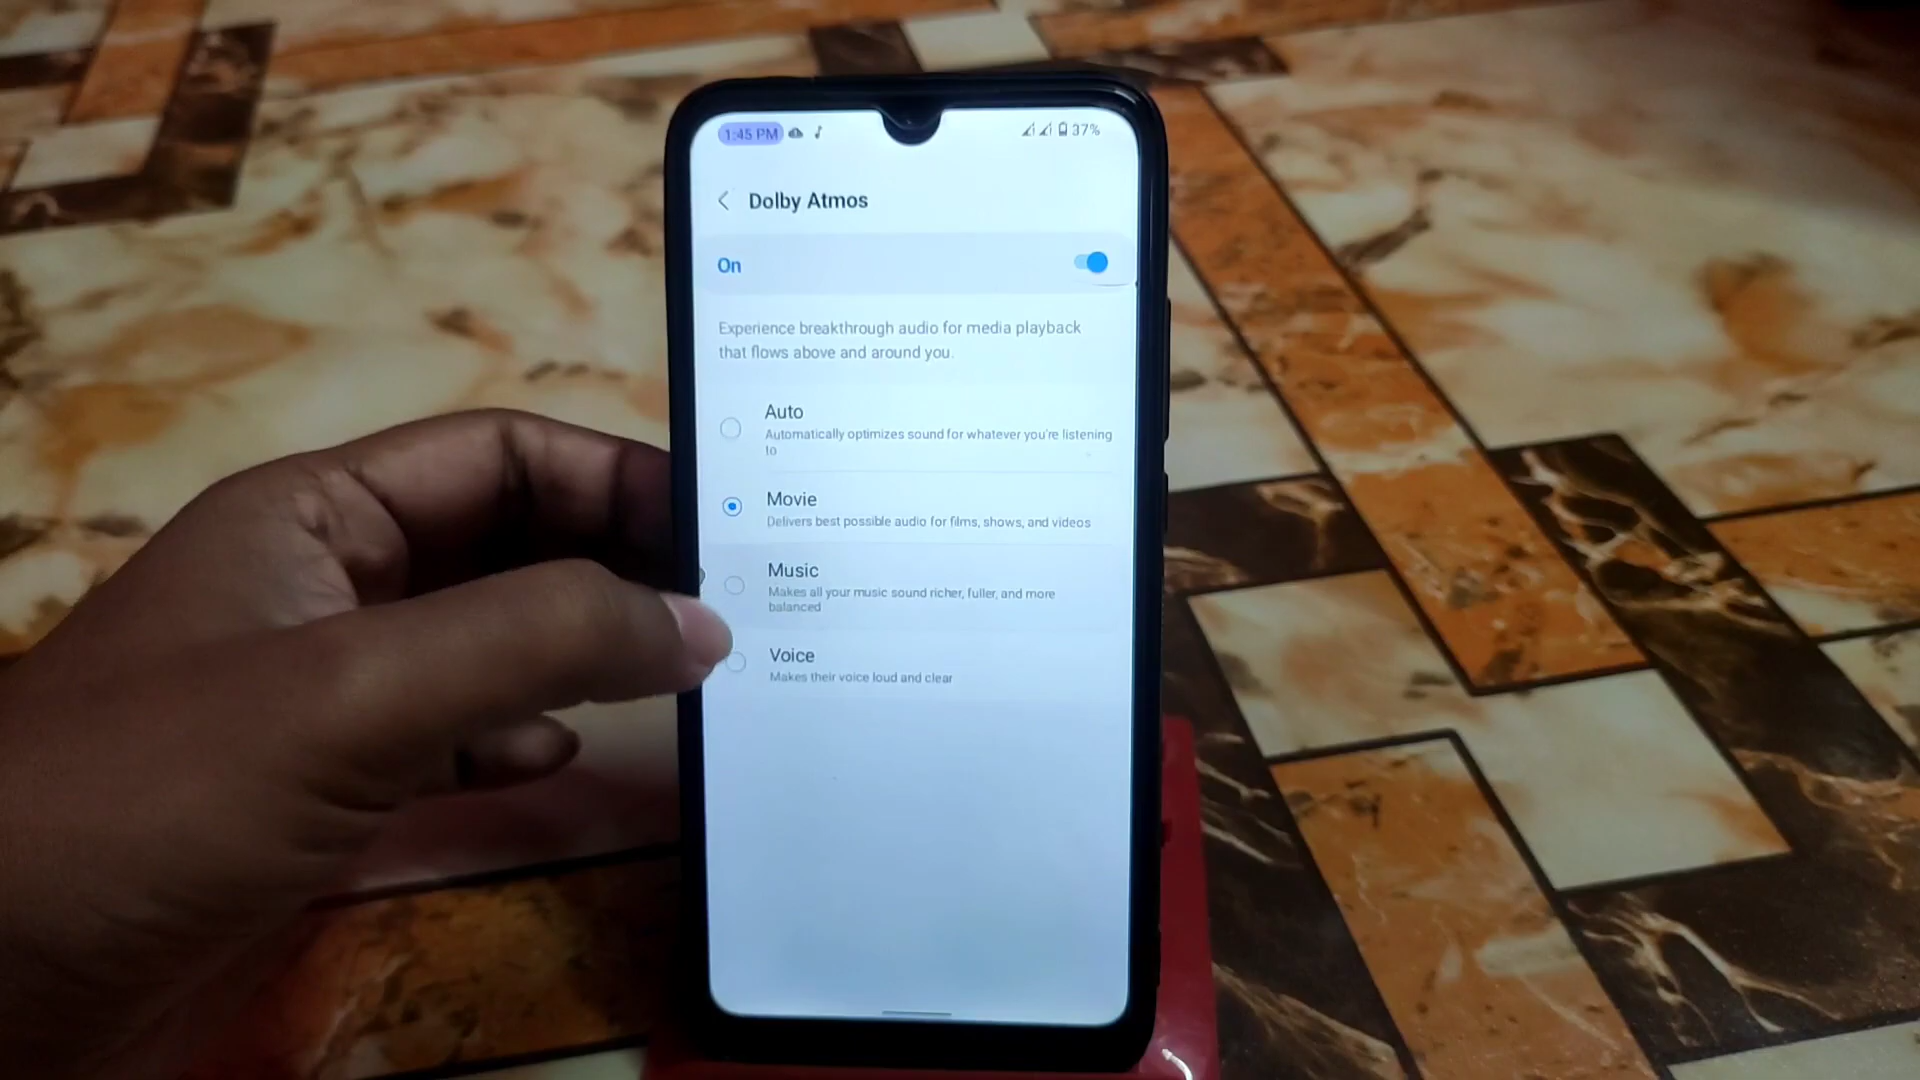 1:45 PM 37%
Dolby Atmos
On
Experience breakthrough audio for media playback
that flows above and around you.
Auto
Automatically optimizes sound for whatever you're listening
to
Movie
Delivers best possible audio for films, shows, and videos
Music
Makes all your music sound richer, fuller, and more
balanced
Voice
Makes their voice loud and clear